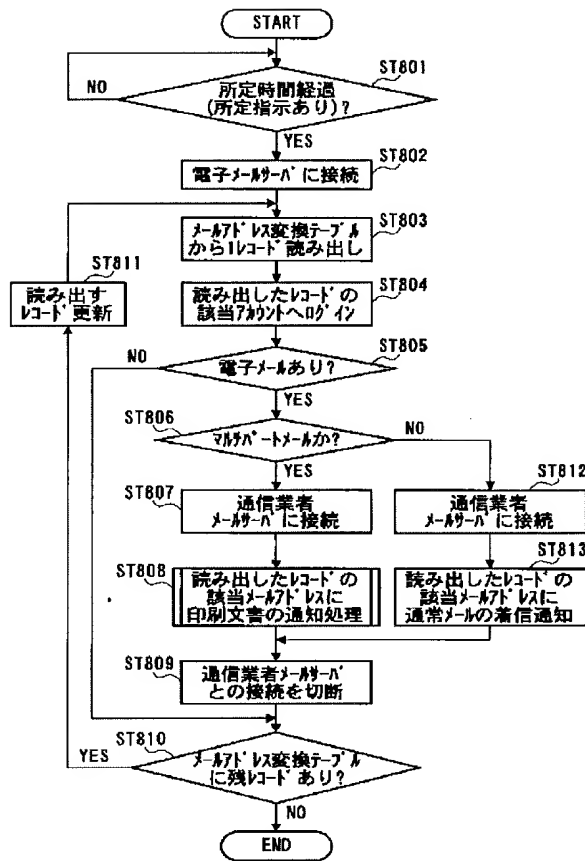 START
ST801
所定時間経過
(所定指示あり)?
NO
YES
ST802
電子メールサーバに接続
ST803
メールアドレス変換テーブル
から1レコード読み出し
ST811
読み出す
レコード更新
ST804
読み出したレコードの
該当アカウントへログイン
ST805
NO
電子メールあり?
YES
ST806
マルチパートメールか?
NO
YES
ST807
通信業者
メールサーバに接続
ST812
通信業者
メールサーバに接続
ST808
読み出したレコードの
該当メールアドレスに
印刷文書の通知処理
ST813
読み出したレコードの
該当メールアドレスに
通常メールの着信通知
ST809
通信業者メールサーバ
との接続を切断
ST810
YES
メールアドレス変換テーブル
に残レコードあり?
NO
END